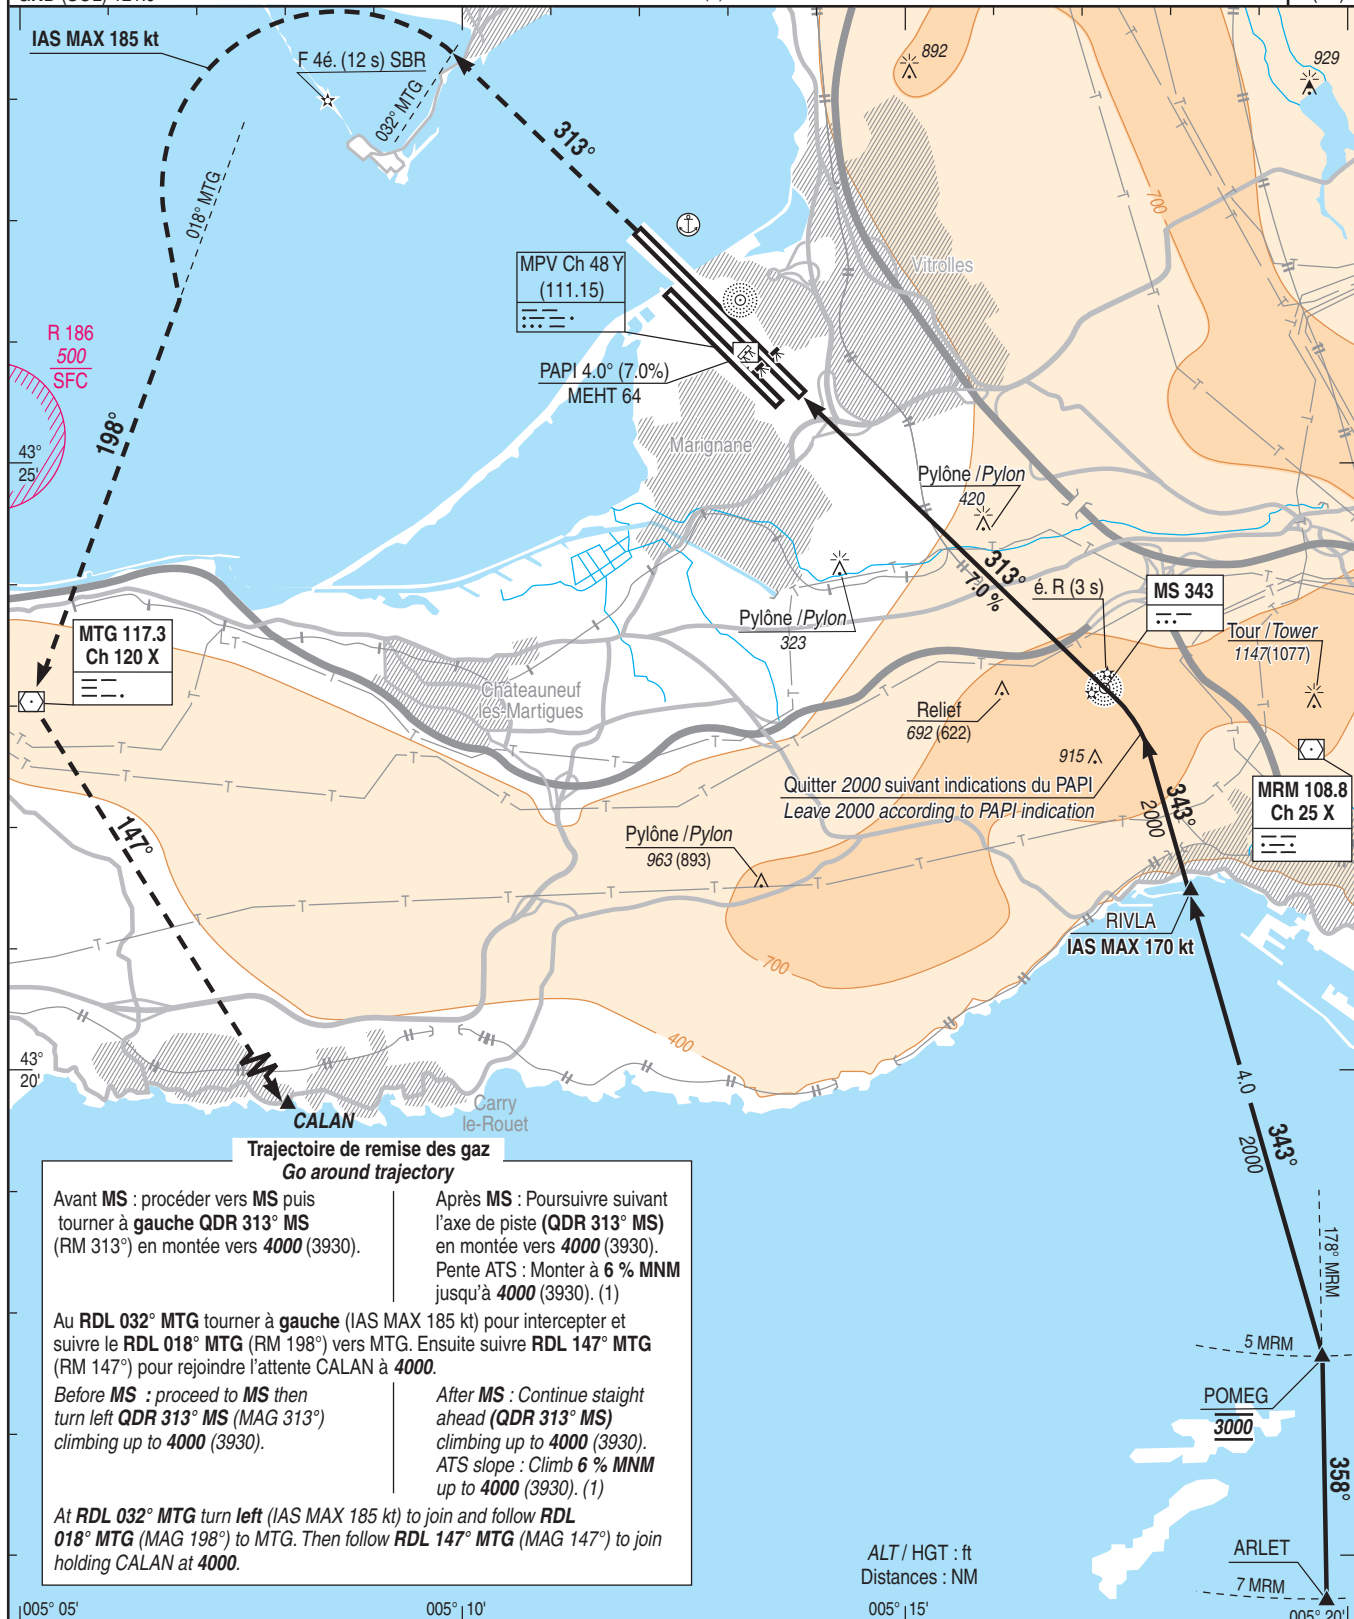 IAS MAX 185 kt
F 4é. (12 s) SBR
032° MTG
018° MTG
313°
892
929
700
Vitrolles
MPV Ch 48 Y
(111.15)
PAPI 4.0° (7.0%)
MEHT 64
R 186
500
SFC
198°
43°
25'
Marignane
Pylône /Pylon
420
313°
7.0 %
é. R (3 s)
MS 343
Pylône /Pylon
323
Tour /Tower
1147(1077)
MTG 117.3
Ch 120 X
Châteauneuf
les-Martigues
Relief
692 (622)
915
Quitter 2000 suivant indications du PAPI
Leave 2000 according to PAPI indication
343°
2000
MRM 108.8
Ch 25 X
147°
Pylône /Pylon
963 (893)
RIVLA
IAS MAX 170 kt
700
400
43°
20'
4.0
343°
2000
CALAN
Carry
le-Rouet
Trajectoire de remise des gaz
Go around trajectory
Avant MS : procéder vers MS puis
tourner à gauche QDR 313° MS
(RM 313°) en montée vers 4000 (3930).
Après MS : Poursuivre suivant
l'axe de piste (QDR 313° MS)
en montée vers 4000 (3930).
Pente ATS : Monter à 6 % MNM
jusqu'à 4000 (3930). (1)
Au RDL 032° MTG tourner à gauche (IAS MAX 185 kt) pour intercepter et
suivre le RDL 018° MTG (RM 198°) vers MTG. Ensuite suivre RDL 147° MTG
(RM 147°) pour rejoindre l'attente CALAN à 4000.
Before MS : proceed to MS then
turn left QDR 313° MS (MAG 313°)
climbing up to 4000 (3930).
After MS : Continue staight
ahead (QDR 313° MS)
climbing up to 4000 (3930).
ATS slope : Climb 6 % MNM
up to 4000 (3930). (1)
At RDL 032° MTG turn left (IAS MAX 185 kt) to join and follow RDL
018° MTG (MAG 198°) to MTG. Then follow RDL 147° MTG (MAG 147°) to join
holding CALAN at 4000.
178° MRM
5 MRM
POMEG
3000
358°
ARLET
7 MRM
ALT / HGT : ft
Distances : NM
005° 05'
005° 10'
005° 15'
005° 20'